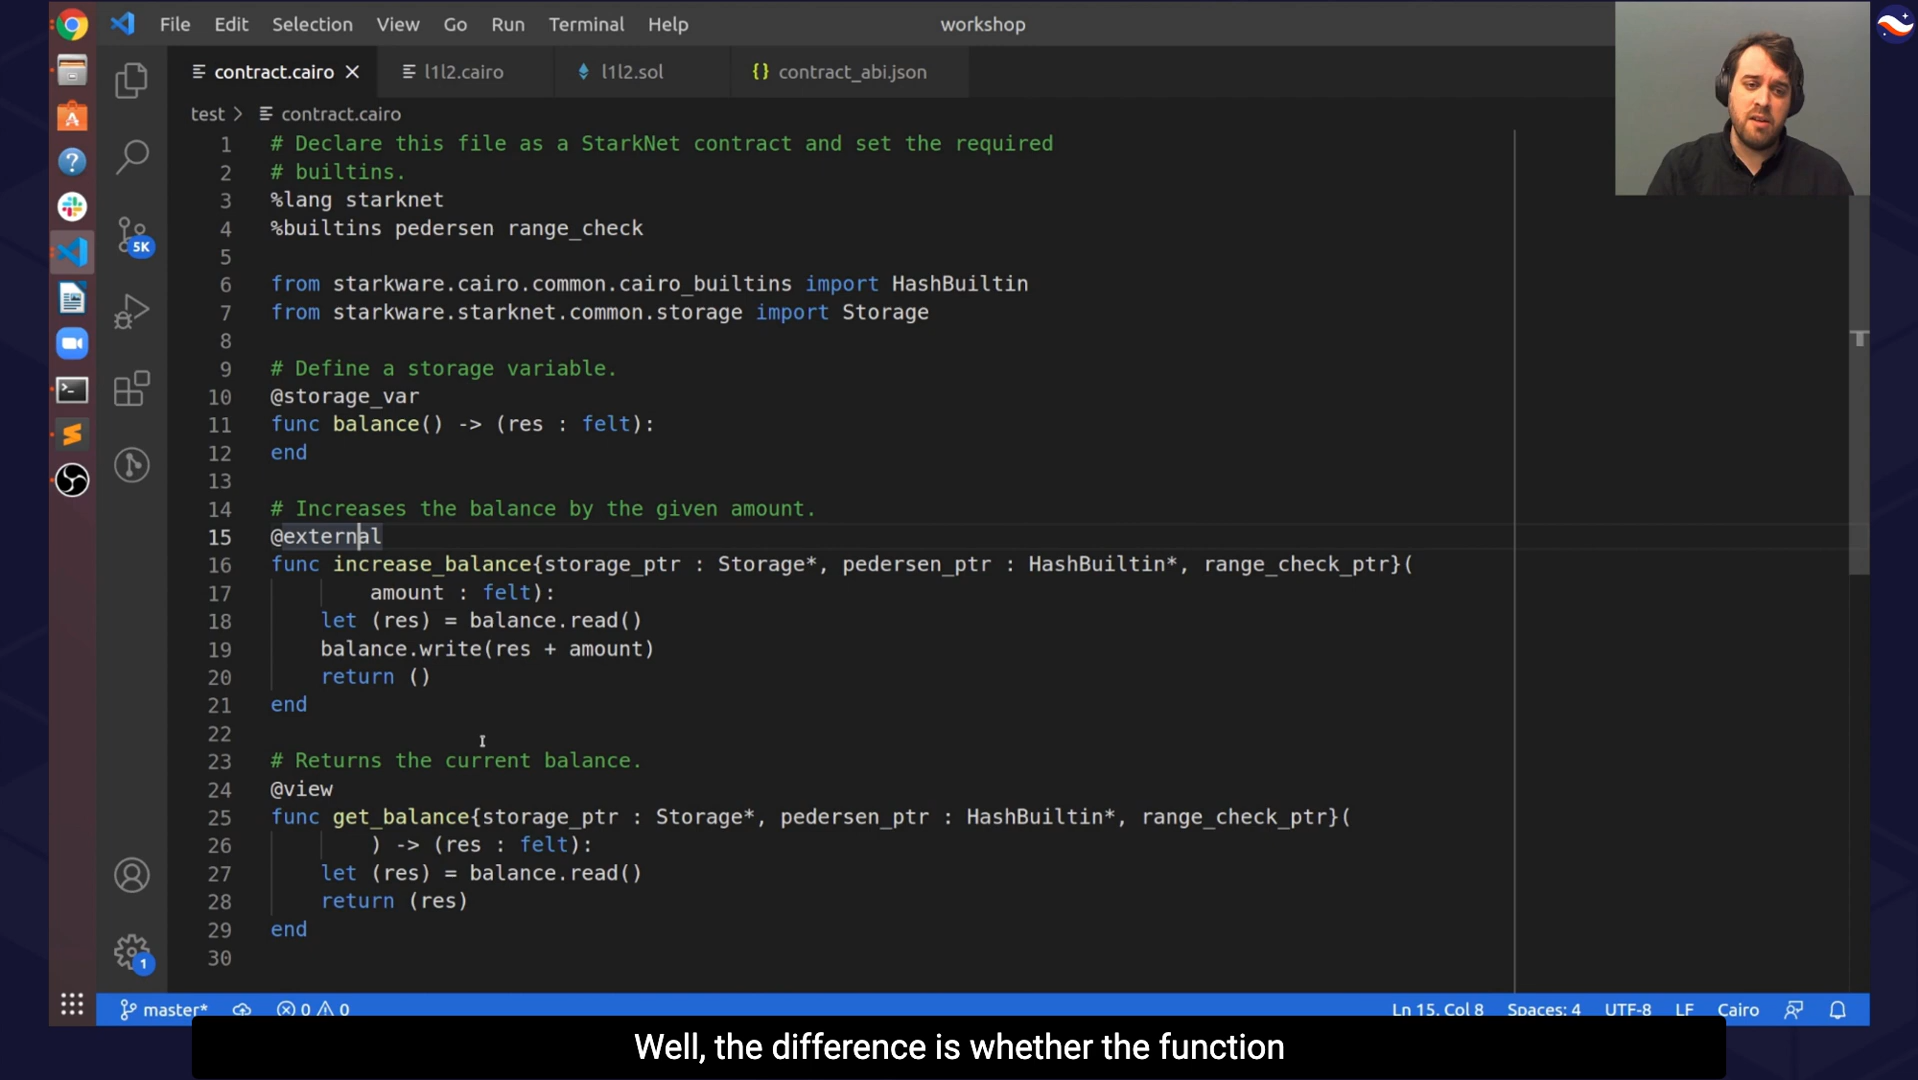 File Edit Selection View Go Run Terminal Help
workshop
contract.cairo l1l2.cairo l1l2.sol {} contract_abi.json
test > contract.cairo
1 # Declare this file as a StarkNet contract and set the required
2 # builtins.
3 %lang starknet
4 %builtins pedersen range_check
5
6 from starkware.cairo.common.cairo_builtins import HashBuiltin
7 from starkware.starknet.common.storage import Storage
8
9 # Define a storage variable.
10 @storage_var
11 func balance() -> (res : felt):
12 end
13
14 # Increases the balance by the given amount.
15 @external
16 func increase_balance{storage_ptr : Storage*, pedersen_ptr : HashBuiltin*, range_check_ptr}(
17 amount : felt):
18 let (res) = balance.read()
19 balance.write(res + amount)
20 return ()
21 end
22
23 # Returns the current balance.
24 @view
25 func get_balance{storage_ptr : Storage*, pedersen_ptr : HashBuiltin*, range_check_ptr}(
26 ) -> (res : felt):
27 let (res) = balance.read()
28 return (res)
29 end
30
5K
1
master* 0 0 Ln 15, Col 8 Spaces: 4 UTF-8 LF Cairo
Well, the difference is whether the function